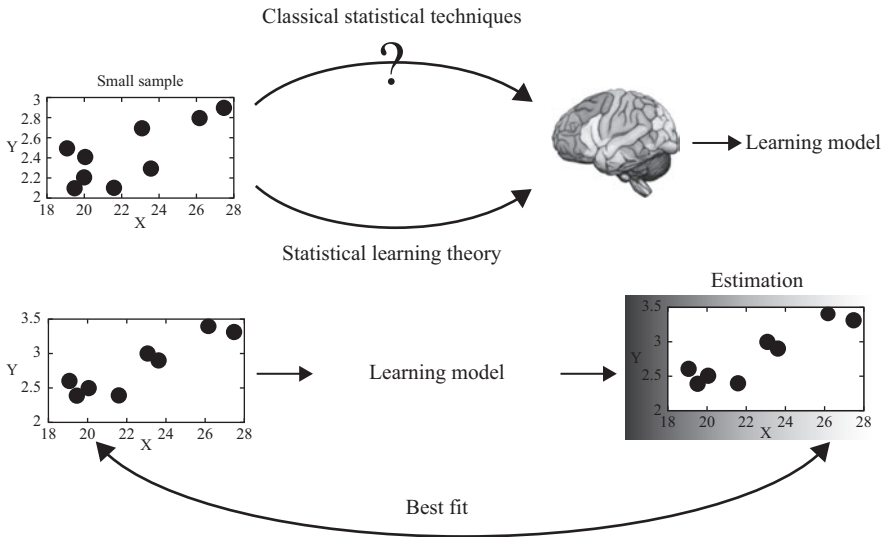 Classical statistical techniques
?
Small sample
3
2.8
2.6
Y 2.4
2.2
2
18 20 22 24 26 28
X
Learning model
Statistical learning theory
Estimation
3.5
3
Y
2.5
2
18 20 22 24 26 28
X
Learning model
3.5
3
Y
2.5
2
18 20 22 24 26 28
X
Best fit